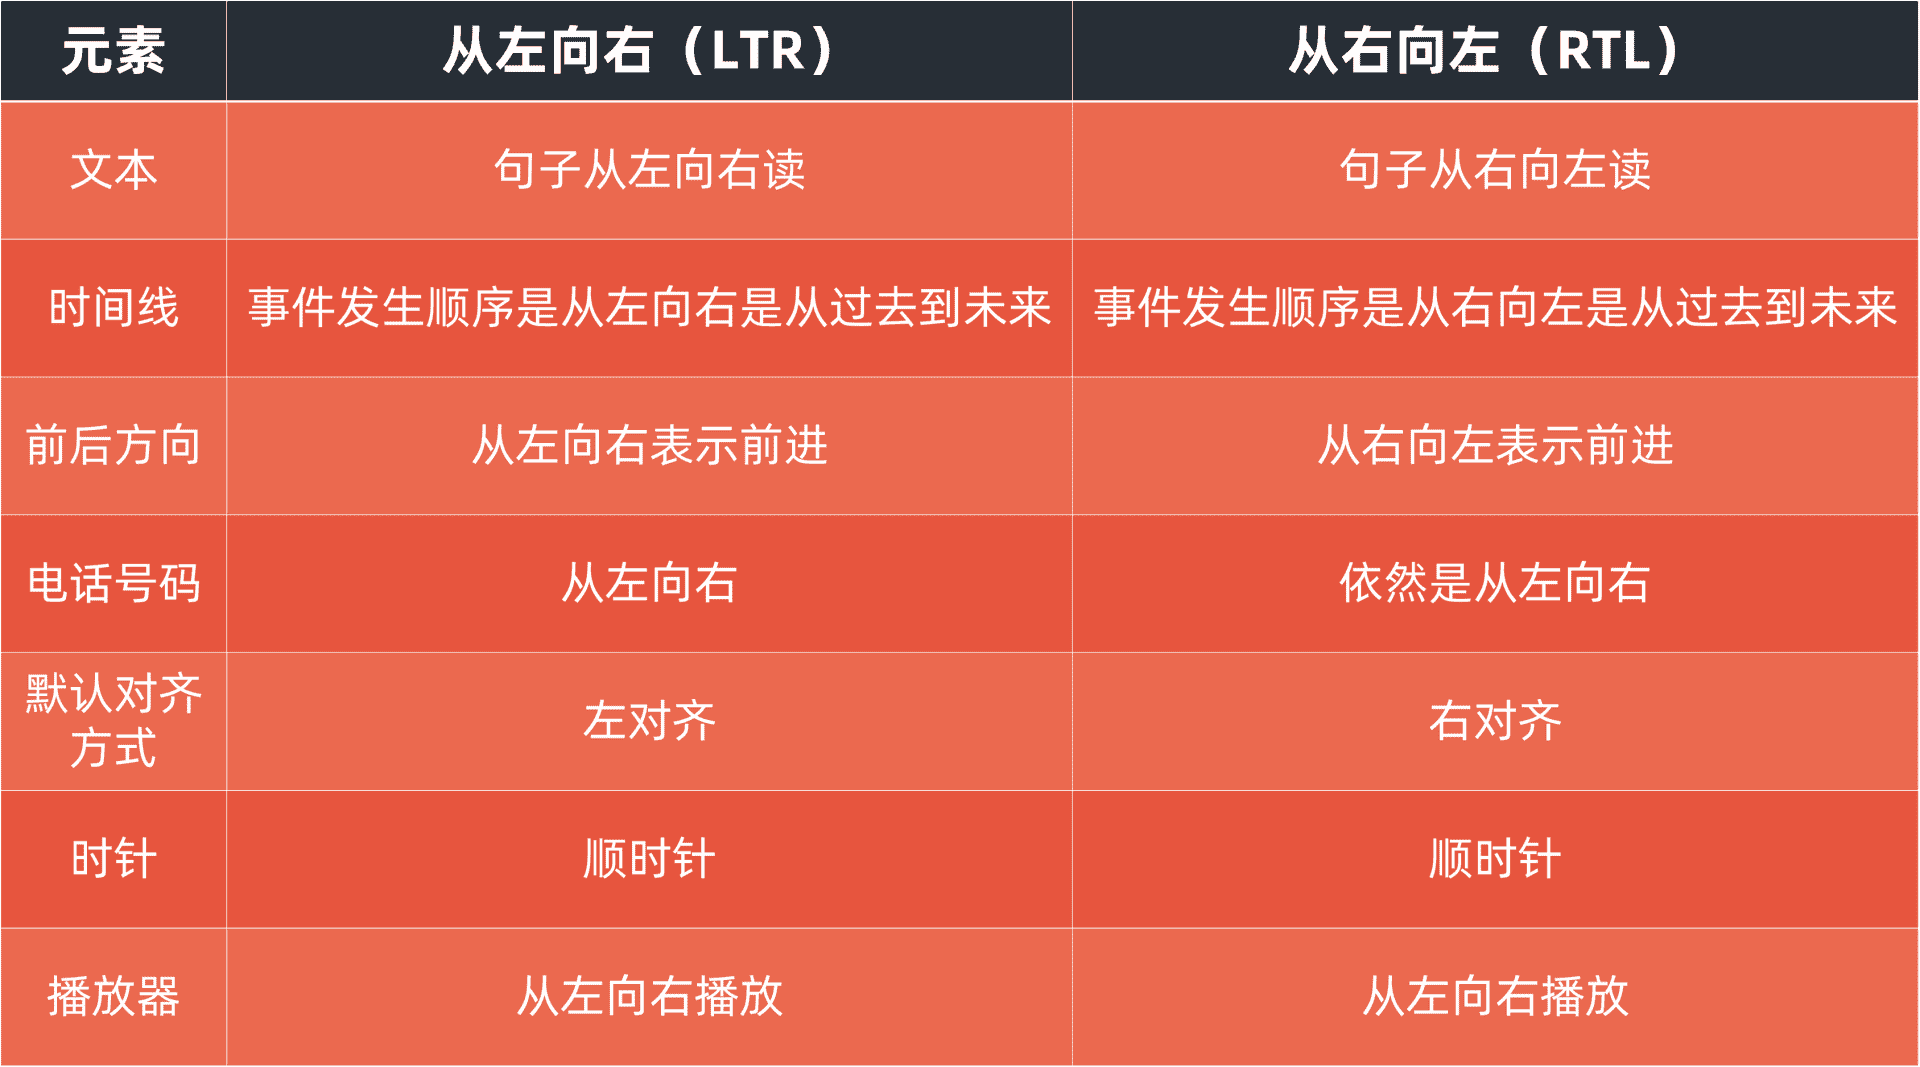 元素
从左向右（LTR）
从右向左（RTL）
文本
句子从左向右读
句子从右向左读
时间线
事件发生顺序是从左向右是从过去到未来
事件发生顺序是从右向左是从过去到未来
前后方向
从左向右表示前进
从右向左表示前进
电话号码
从左向右
依然是从左向右
默认对齐
方式
左对齐
右对齐
时针
顺时针
顺时针
播放器
从左向右播放
从左向右播放